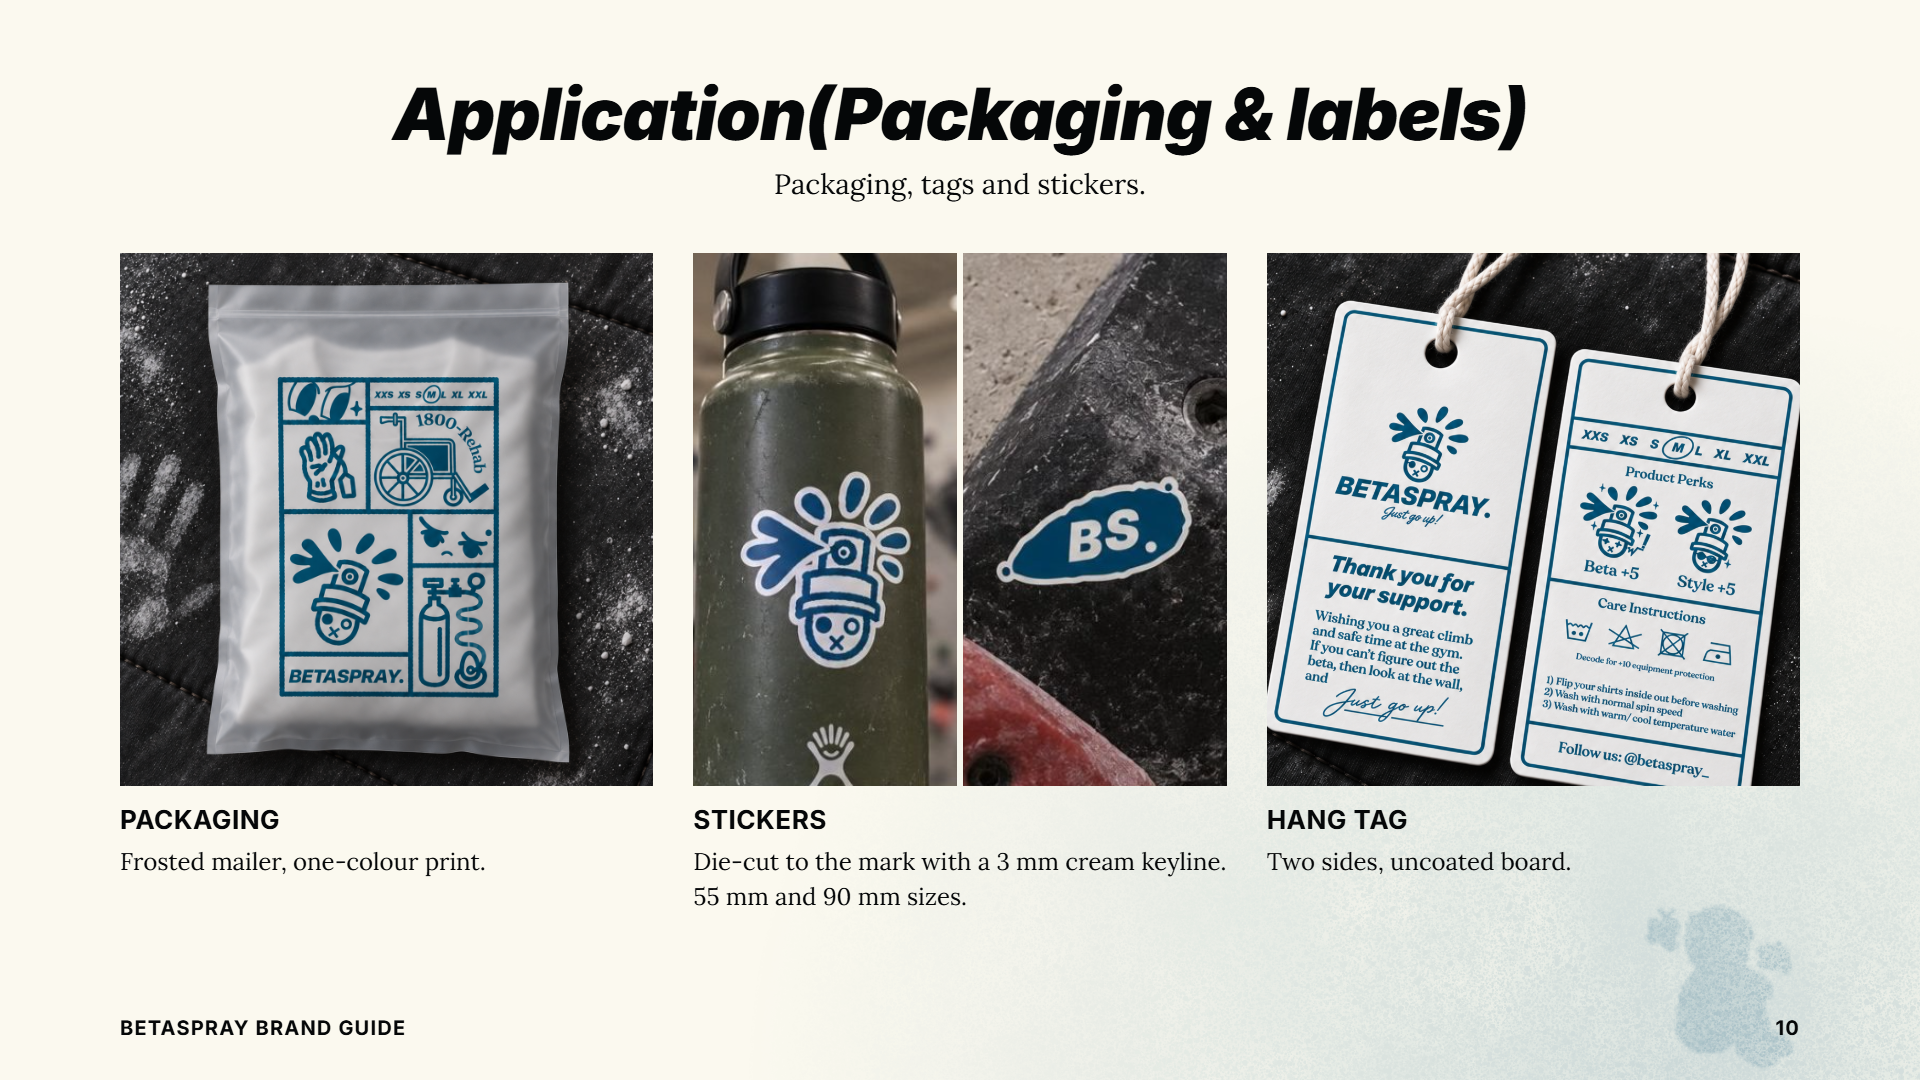 Application(Packaging & labels)
Packaging, tags and stickers.
XXS XS S M L XL XXL
1800-Rehab
BETASPRAY.
BS.
BETASPRAY.
Just go up!
Thank you for
your support.
Wishing you a great climb
and safe time at the gym.
If you can't figure out the
beta, then look at the wall,
and
Just go up!
XXS XS S M L XL XXL
Product Perks
Beta +5
Style +5
Care Instructions
Decode for +10 equipment protection
1) Flip your shirts inside out before washing
2) Wash with normal spin speed
3) Wash with warm/ cool temperature water
Follow us: @betaspray_
PACKAGING
Frosted mailer, one-colour print.
STICKERS
Die-cut to the mark with a 3 mm cream keyline.
55 mm and 90 mm sizes.
HANG TAG
Two sides, uncoated board.
BETASPRAY BRAND GUIDE
10